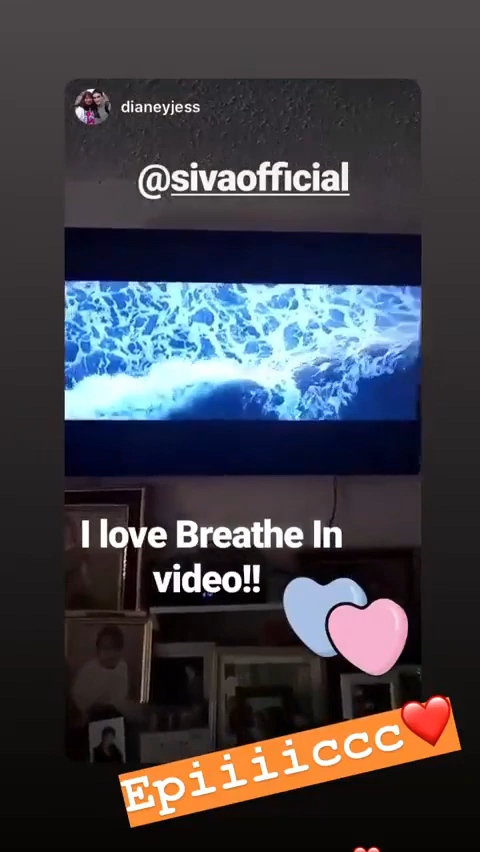 dianeyjess
@sivaofficial
I love Breathe In
video!!
Epiiiiccc